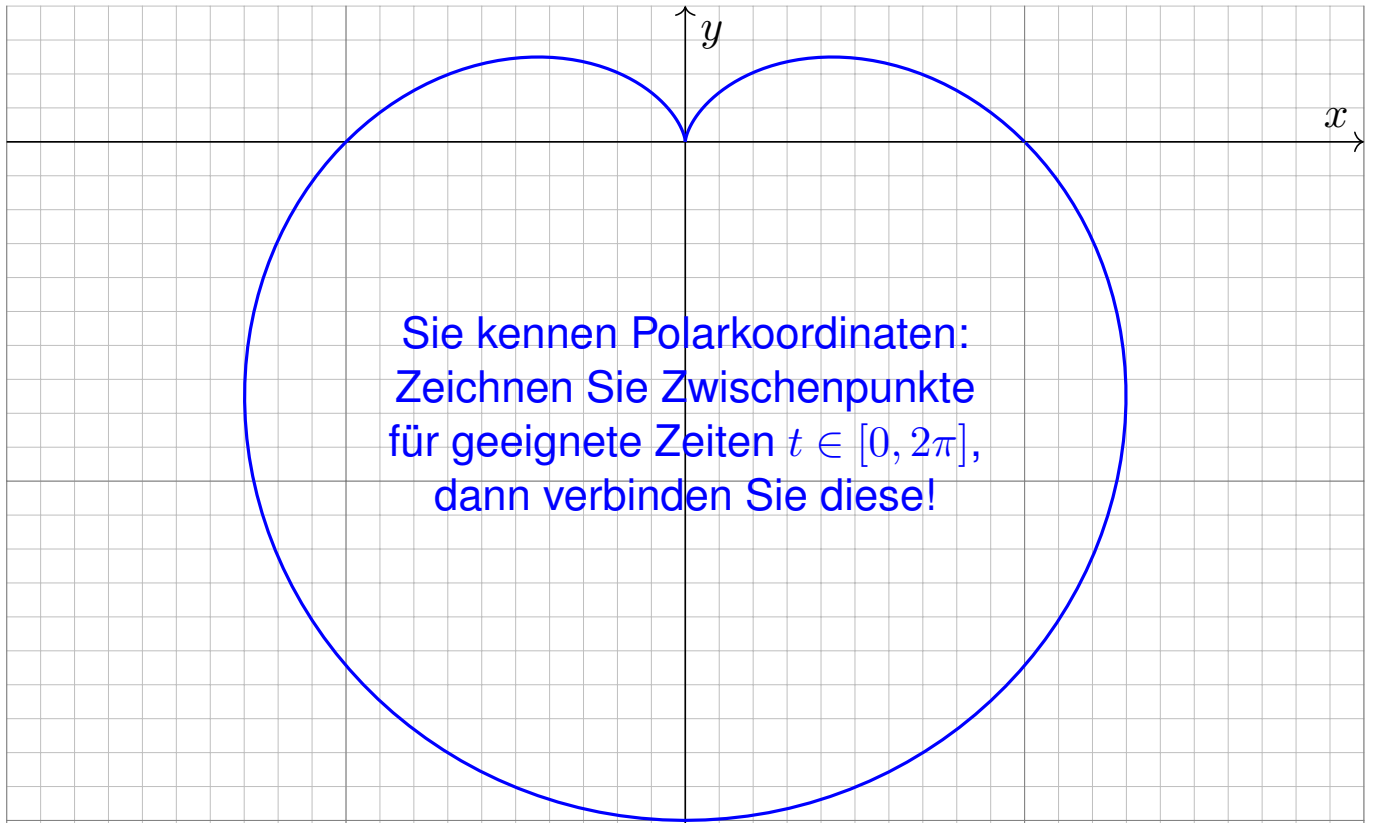 y
x
Sie kennen Polarkoordinaten:
Zeichnen Sie Zwischenpunkte
für geeignete Zeiten t ∈ [0, 2π],
dann verbinden Sie diese!